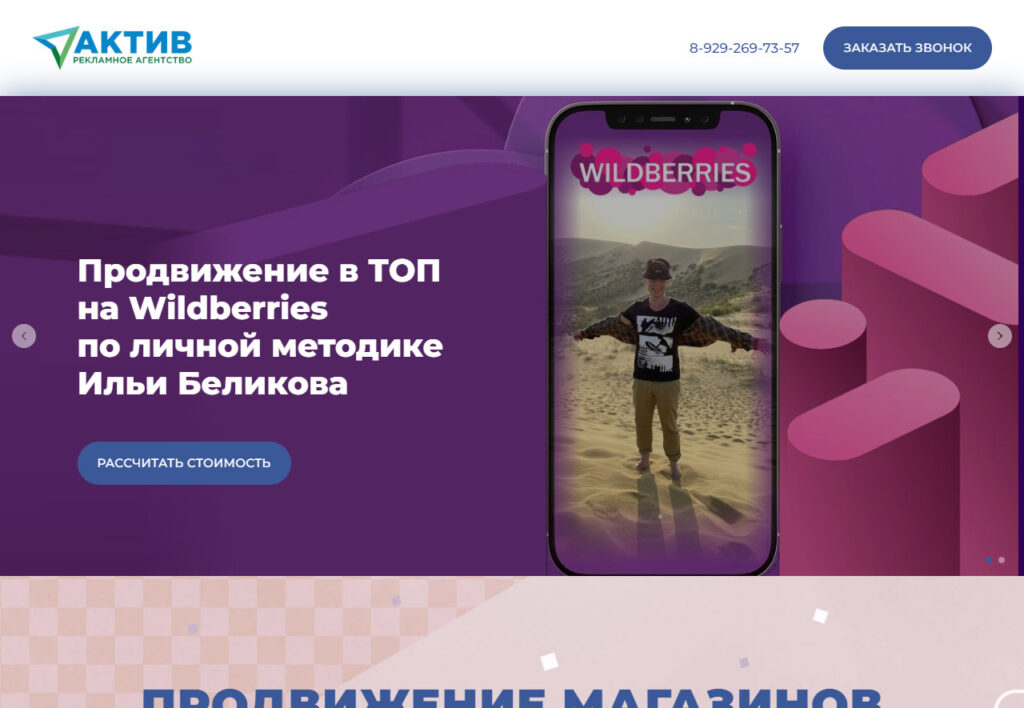 АКТИВ
РЕКЛАМНОЕ АГЕНТСТВО
8-929-269-73-57
ЗАКАЗАТЬ ЗВОНОК
WILDBERRIES
Продвижение в ТОП
на Wildberries
по личной методике
Ильи Беликова
РАССЧИТАТЬ СТОИМОСТЬ
ПРОДВИЖЕНИЕ МАГАЗИНОВ